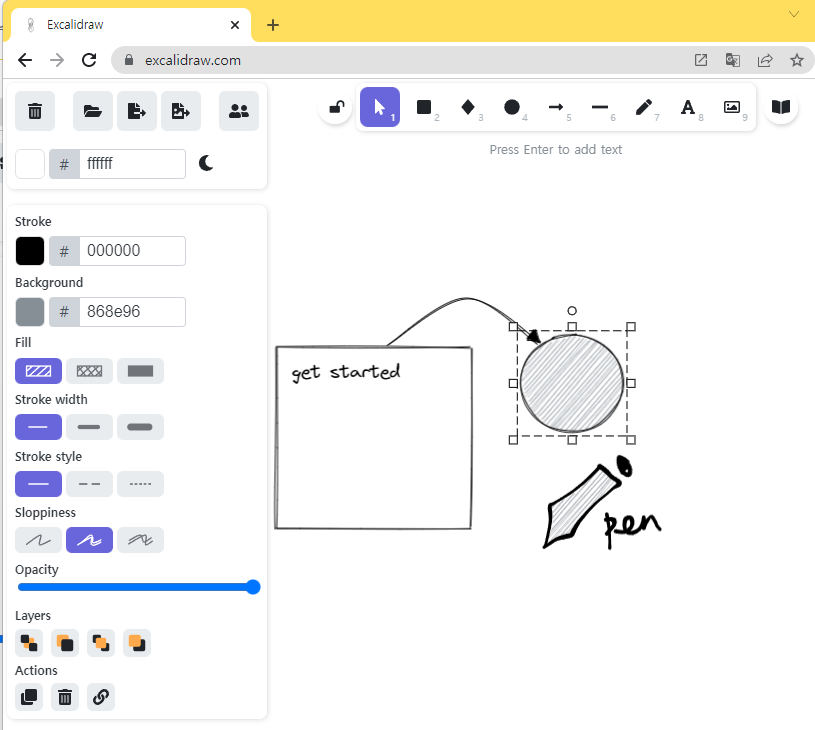 Excalidraw
excalidraw.com
1
2
3
4
5
6
7
A 8
9
# ffffff
Press Enter to add text
Stroke
# 000000
Background
# 868e96
Fill
Stroke width
Stroke style
Sloppiness
Opacity
Layers
Actions
get started
pen